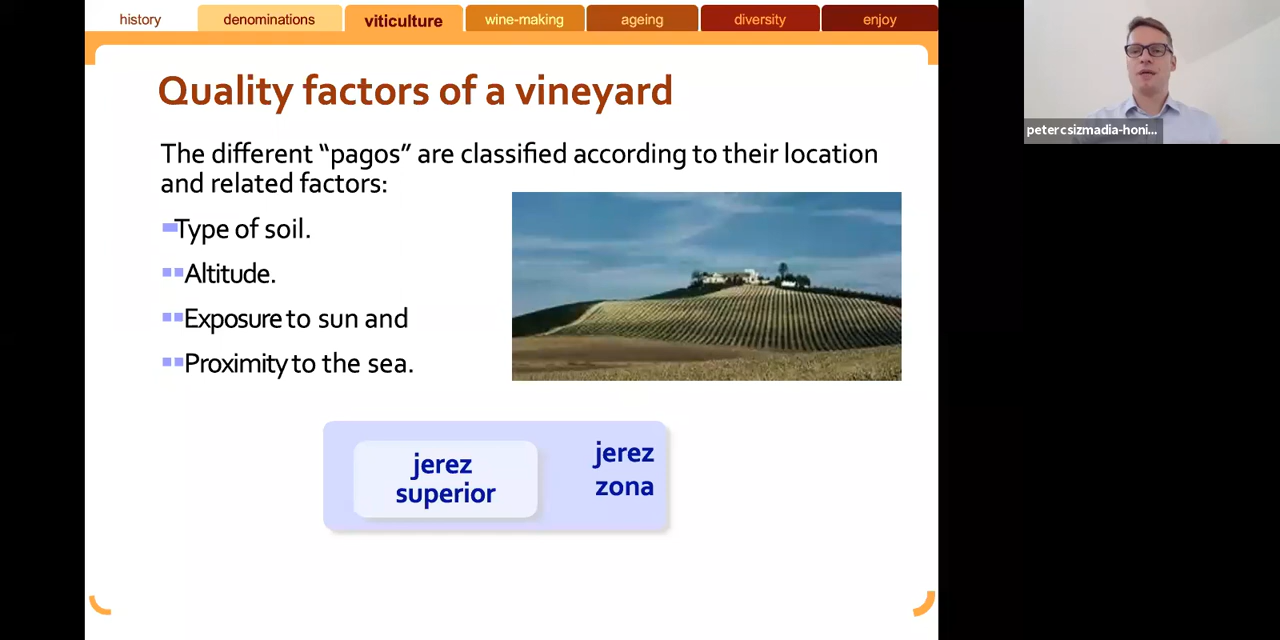 history denominations viticulture wine-making ageing diversity enjoy
Quality factors of a vineyard
The different “pagos” are classified according to their location
and related factors:
Type of soil.
Altitude.
Exposure to sun and
Proximity to the sea.
jerez
superior
jerez
zona
petercsizmadia-honi...